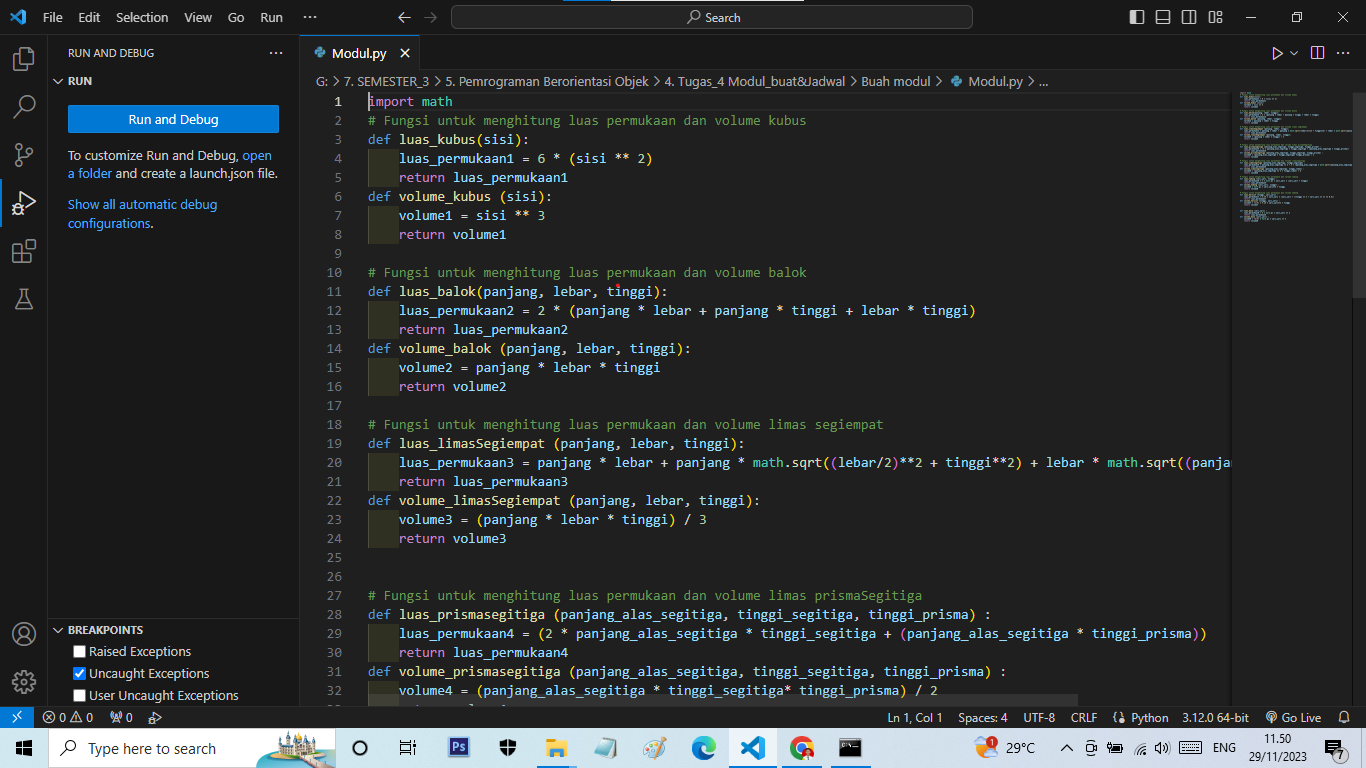 File Edit Selection View Go Run ··· Search
RUN AND DEBUG ···
RUN
Run and Debug
To customize Run and Debug, open
a folder and create a launch.json file.
Show all automatic debug
configurations.
BREAKPOINTS
Raised Exceptions
Uncaught Exceptions
User Uncaught Exceptions
Modul.py
G: > 7. SEMESTER_3 > 5. Pemrograman Berorientasi Objek > 4. Tugas_4 Modul_buat&Jadwal > Buah modul > Modul.py > ...
1 import math
2 # Fungsi untuk menghitung luas permukaan dan volume kubus
3 def luas_kubus(sisi):
4     luas_permukaan1 = 6 * (sisi ** 2)
5     return luas_permukaan1
6 def volume_kubus (sisi):
7     volume1 = sisi ** 3
8     return volume1
9
10 # Fungsi untuk menghitung luas permukaan dan volume balok
11 def luas_balok(panjang, lebar, tinggi):
12     luas_permukaan2 = 2 * (panjang * lebar + panjang * tinggi + lebar * tinggi)
13     return luas_permukaan2
14 def volume_balok (panjang, lebar, tinggi):
15     volume2 = panjang * lebar * tinggi
16     return volume2
17
18 # Fungsi untuk menghitung luas permukaan dan volume limas segiempat
19 def luas_limasSegiempat (panjang, lebar, tinggi):
20     luas_permukaan3 = panjang * lebar + panjang * math.sqrt((lebar/2)**2 + tinggi**2) + lebar * math.sqrt((panja
21     return luas_permukaan3
22 def volume_limasSegiempat (panjang, lebar, tinggi):
23     volume3 = (panjang * lebar * tinggi) / 3
24     return volume3
25
26
27 # Fungsi untuk menghitung luas permukaan dan volume limas prismaSegitiga
28 def luas_prismasegitiga (panjang_alas_segitiga, tinggi_segitiga, tinggi_prisma) :
29     luas_permukaan4 = (2 * panjang_alas_segitiga * tinggi_segitiga + (panjang_alas_segitiga * tinggi_prisma))
30     return luas_permukaan4
31 def volume_prismasegitiga (panjang_alas_segitiga, tinggi_segitiga, tinggi_prisma) :
32     volume4 = (panjang_alas_segitiga * tinggi_segitiga* tinggi_prisma) / 2
0 0 0 Ln 1, Col 1 Spaces: 4 UTF-8 CRLF Python 3.12.0 64-bit Go Live
Type here to search Ps 1 29°C ENG 11.50
29/11/2023 7